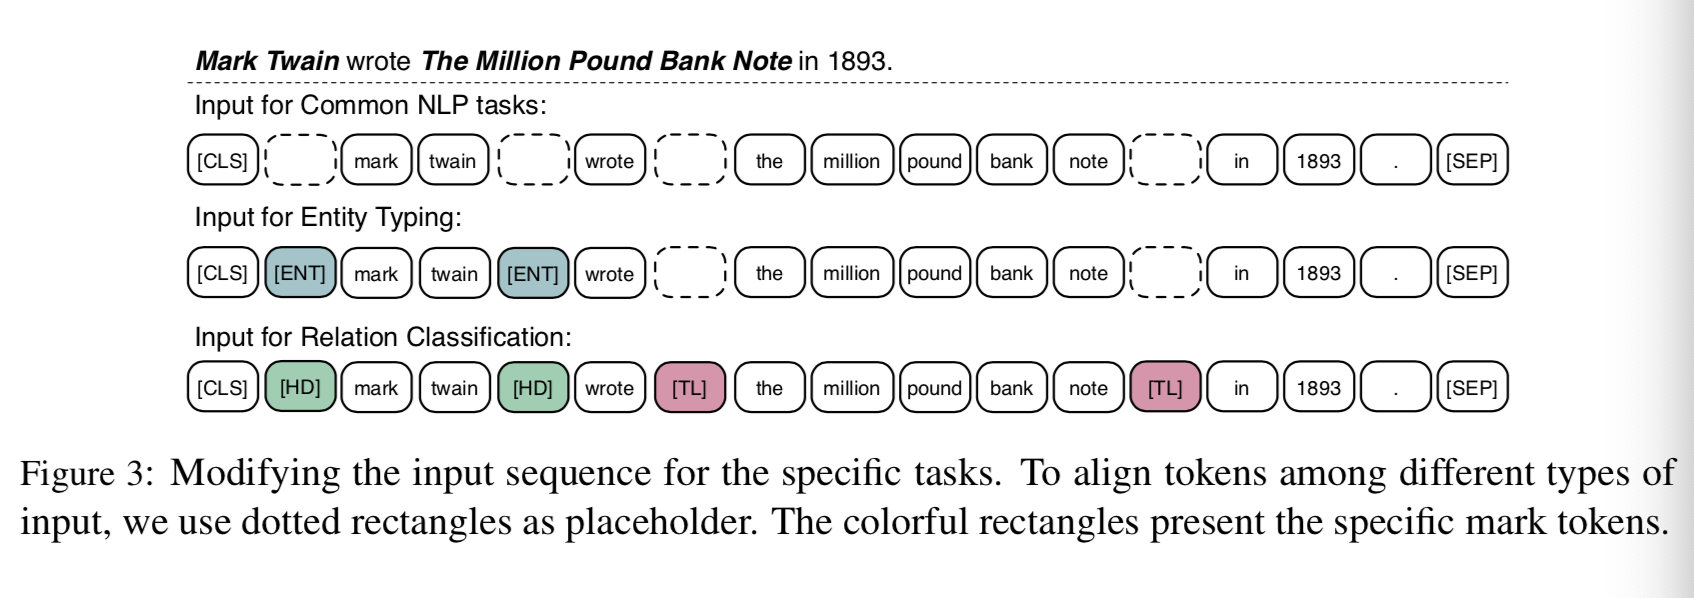 Mark Twain wrote The Million Pound Bank Note in 1893.
Input for Common NLP tasks:
[CLS] mark twain wrote the million pound bank note in 1893 . [SEP]
Input for Entity Typing:
[CLS] [ENT] mark twain [ENT] wrote the million pound bank note in 1893 . [SEP]
Input for Relation Classification:
[CLS] [HD] mark twain [HD] wrote [TL] the million pound bank note [TL] in 1893 . [SEP]
Figure 3: Modifying the input sequence for the specific tasks. To align tokens among different types of
input, we use dotted rectangles as placeholder. The colorful rectangles present the specific mark tokens.